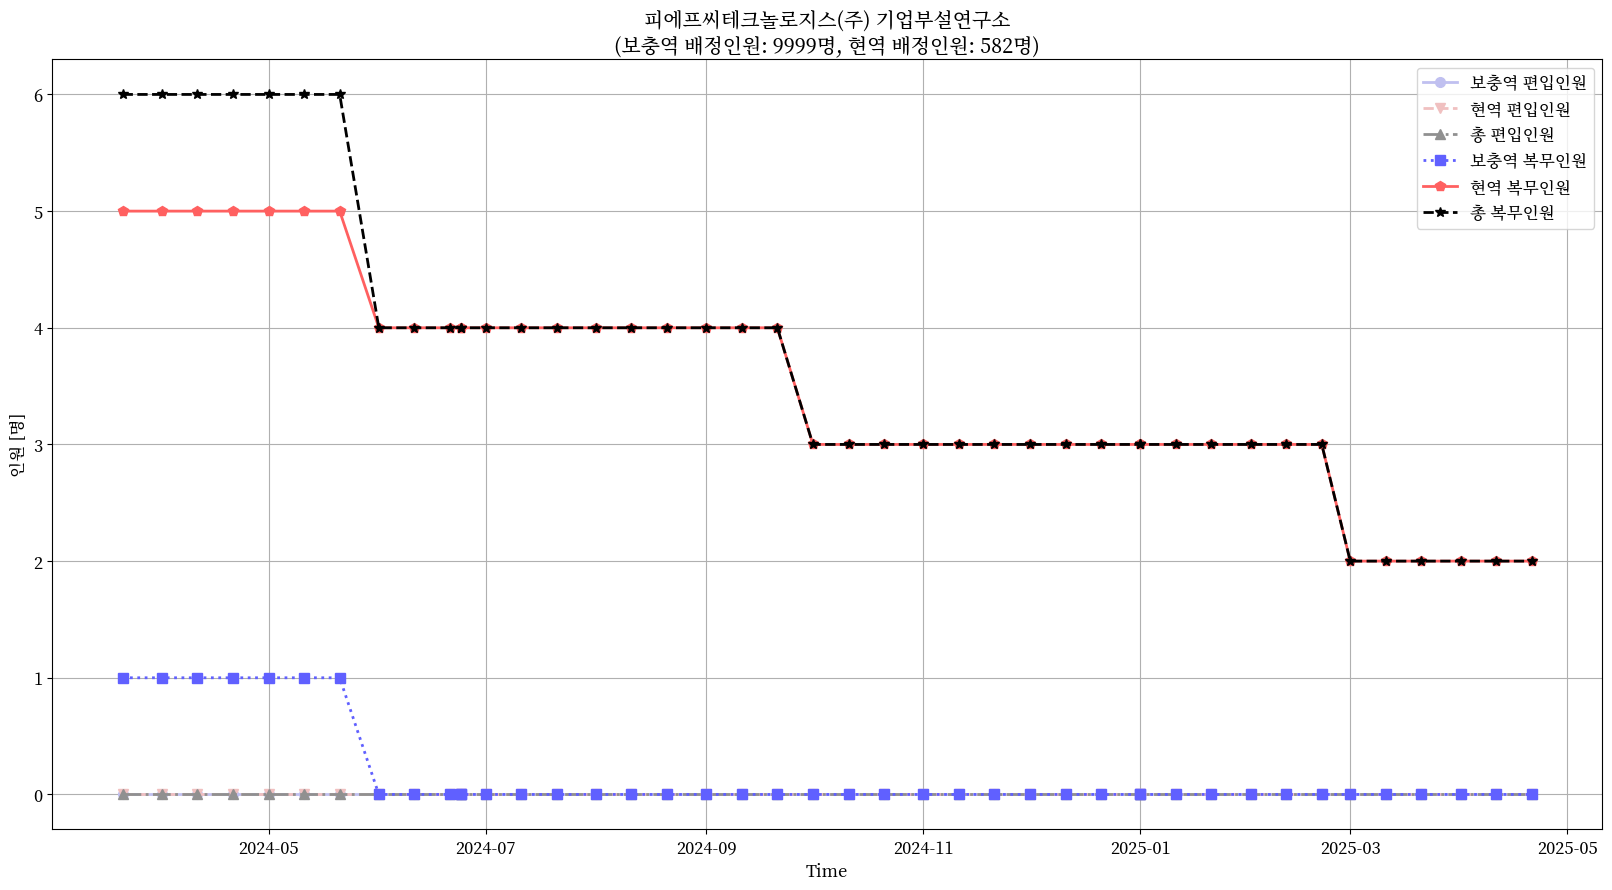 피에프씨테크놀로지스(주) 기업부설연구소
(보충역 배정인원: 9999명, 현역 배정인원: 582명)
보충역 편입인원
현역 편입인원
총 편입인원
보충역 복무인원
현역 복무인원
총 복무인원
인원 [명]
6
5
4
3
2
1
0
2024-05
2024-07
2024-09
2024-11
2025-01
2025-03
2025-05
Time